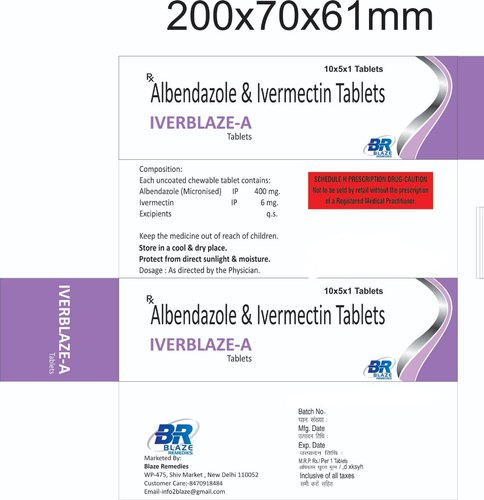 200x70x61mm
10x5x1 Tablets
Rx
Albendazole & Ivermectin Tablets
IVERBLAZE-A
Tablets
BR
BLAZE
REMEDIES
Composition:
Each uncoated chewable tablet contains:
Albendazole (Micronised) IP 400 mg.
Ivermectin IP 6 mg.
Excipients q.s.
Keep the medicine out of reach of children.
Store in a cool & dry place.
Protect from direct sunlight & moisture.
Dosage : As directed by the Physician.
SCHEDULE H PRESCRIPTION DRUG-CAUTION
Not to be sold by retail without the prescription
of a Registered Medical Practitioner.
IVERBLAZE-A
Tablets
10x5x1 Tablets
Rx
Albendazole & Ivermectin Tablets
IVERBLAZE-A
Tablets
BR
BLAZE
REMEDIES
BR
BLAZE
REMEDIES
Marketed By:
Blaze Remedies
WP-475, Shiv Market , New Delhi 110052
Customer Care:-8470918484
Email-info2blaze@gmail.com
Batch No-
Mfg. Date
उत्पादन तिथि :
Exp. Date
M.R.P. Rs./ Per 1 Tablets
Inclusive of all taxes
सभी करों सहित